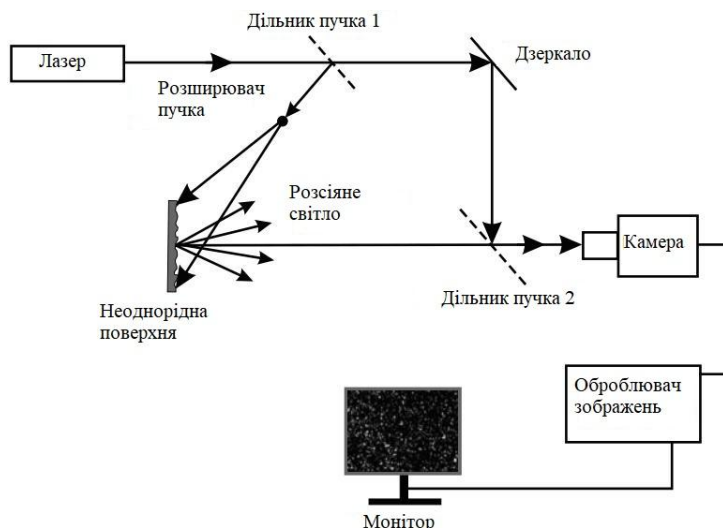 Дільник пучка 1
Дзеркало
Лазер
Розширювач
пучка
Розсіяне
світло
Камера
Дільник пучка 2
Неоднорідна
поверхня
Оброблювач
зображень
Монітор